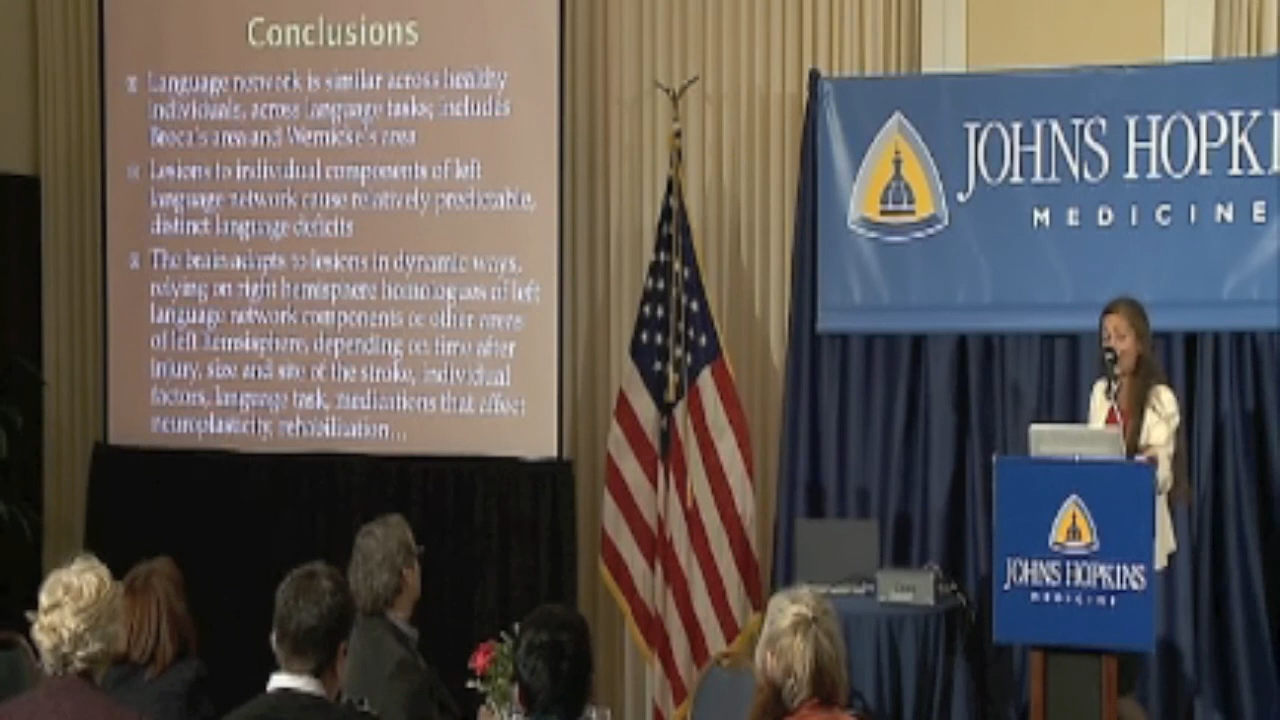 Conclusions
Language network is similar across healthy
individuals, across language tasks; includes
Broca's area and Wernicke's area
Lesions to individual components of left
language network cause relatively predictable,
distinct language deficits
The brain adapts to lesions in dynamic ways,
relying on right hemisphere homologues of left
language network components or other areas
of left hemisphere, depending on time after
injury, size and site of the stroke, individual
factors, language task, medications that affect
neuroplasticity, rehabilitation...
JOHNS HOPKI
MEDICINE
JOHNS HOPKINS
MEDICINE